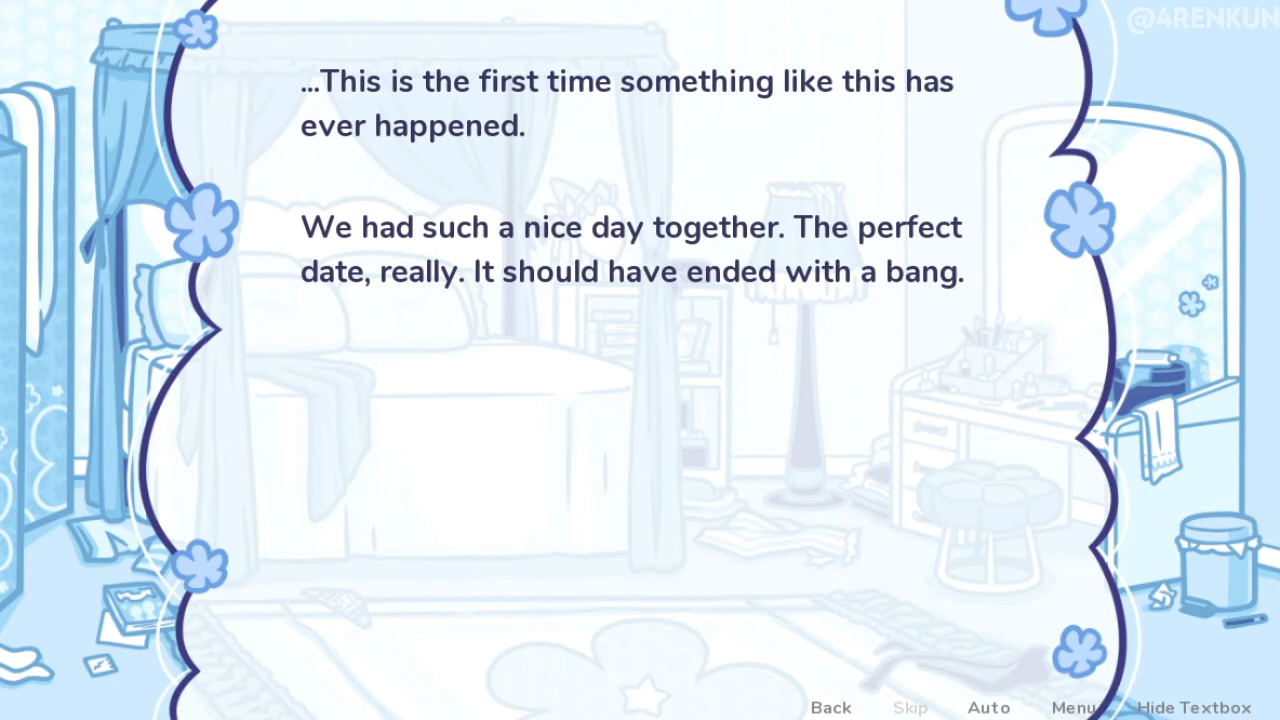 @4RENKUN
...This is the first time something like this has
ever happened.
We had such a nice day together. The perfect
date, really. It should have ended with a bang.
Back Skip Auto Menu Hide Textbox